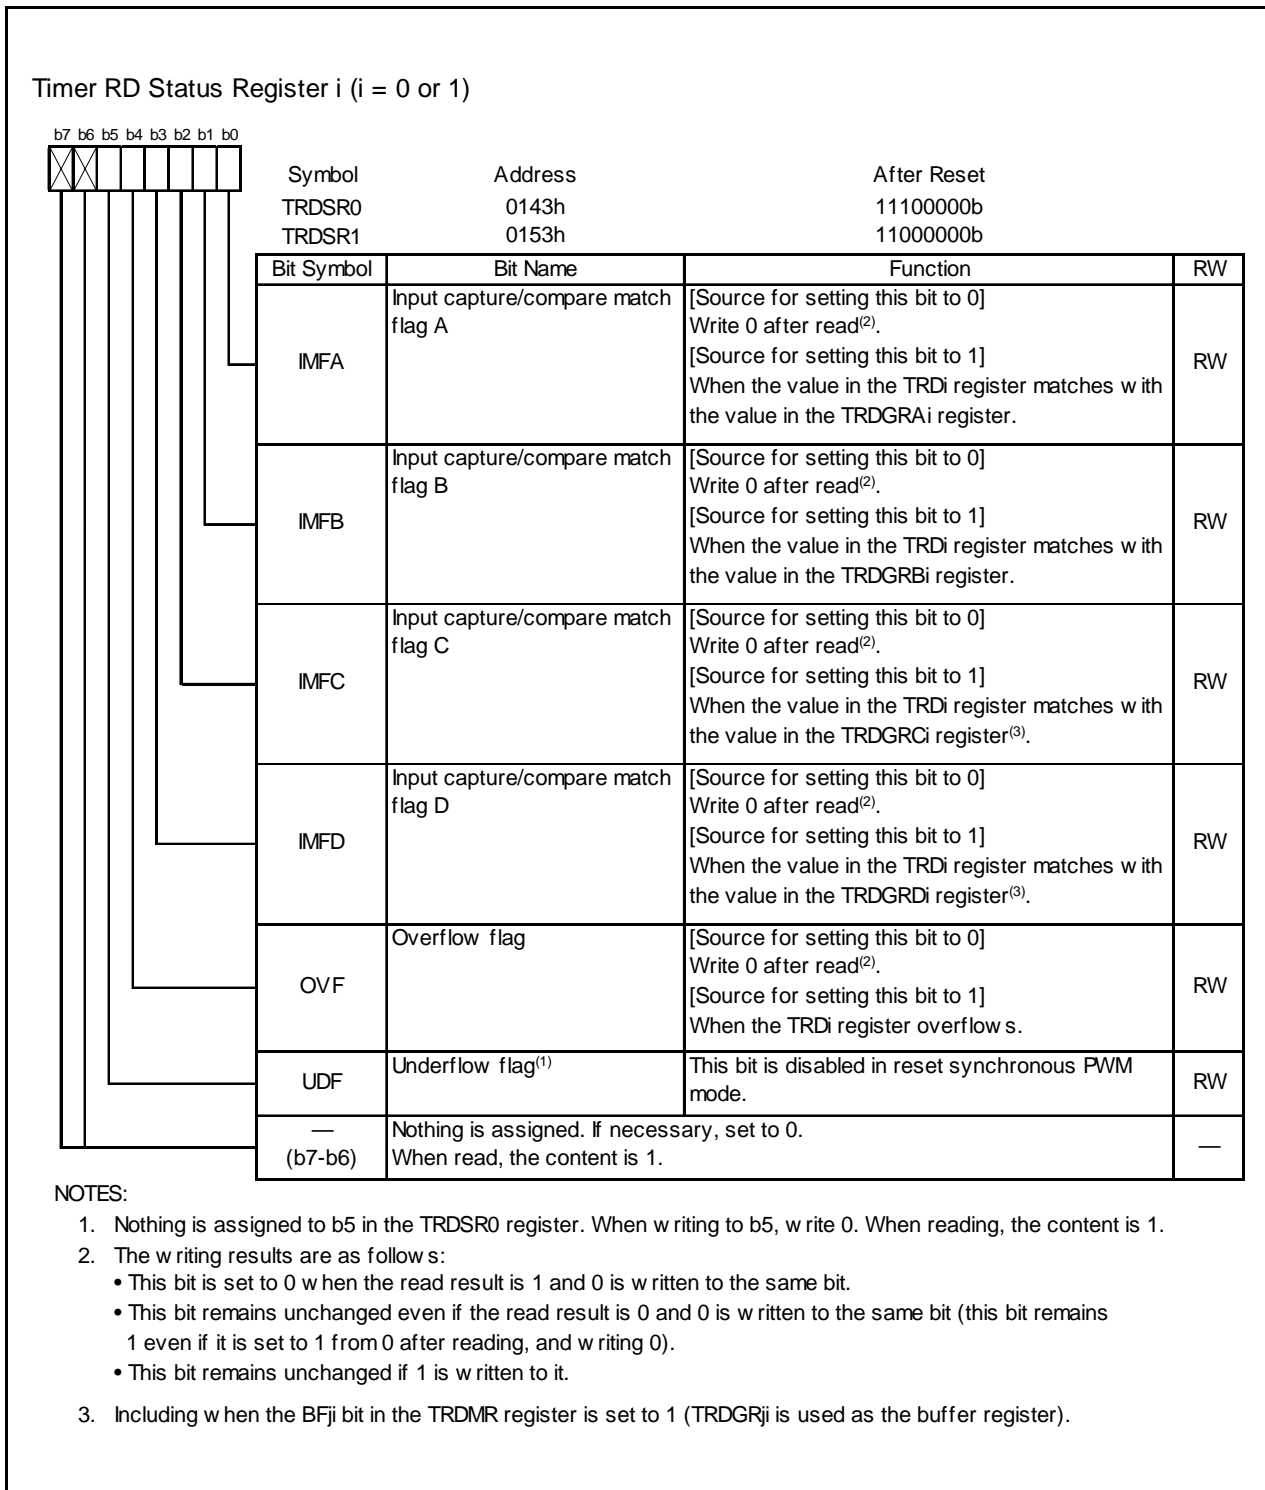 Timer RD Status Register i (i = 0 or 1)
b7 b6 b5 b4 b3 b2 b1 b0
Symbol Address After Reset
TRDSR0 0143h 11100000b
TRDSR1 0153h 11000000b
Bit Symbol Bit Name Function RW
IMFA Input capture/compare match [Source for setting this bit to 0]
flag A Write 0 after read(2).
[Source for setting this bit to 1]
When the value in the TRDi register matches with
the value in the TRDGRAi register. RW
IMFB Input capture/compare match [Source for setting this bit to 0]
flag B Write 0 after read(2).
[Source for setting this bit to 1]
When the value in the TRDi register matches with
the value in the TRDGRBi register. RW
IMFC Input capture/compare match [Source for setting this bit to 0]
flag C Write 0 after read(2).
[Source for setting this bit to 1]
When the value in the TRDi register matches with
the value in the TRDGRCi register(3). RW
IMFD Input capture/compare match [Source for setting this bit to 0]
flag D Write 0 after read(2).
[Source for setting this bit to 1]
When the value in the TRDi register matches with
the value in the TRDGRDi register(3). RW
OVF Overflow flag [Source for setting this bit to 0]
Write 0 after read(2).
[Source for setting this bit to 1]
When the TRDi register overflows. RW
UDF Underflow flag(1) This bit is disabled in reset synchronous PWM
mode. RW
— Nothing is assigned. If necessary, set to 0.
(b7-b6) When read, the content is 1. —
NOTES:
1. Nothing is assigned to b5 in the TRDSR0 register. When writing to b5, write 0. When reading, the content is 1.
2. The writing results are as follows:
• This bit is set to 0 when the read result is 1 and 0 is written to the same bit.
• This bit remains unchanged even if the read result is 0 and 0 is written to the same bit (this bit remains
1 even if it is set to 1 from 0 after reading, and writing 0).
• This bit remains unchanged if 1 is written to it.
3. Including when the BFji bit in the TRDMR register is set to 1 (TRDGRji is used as the buffer register).